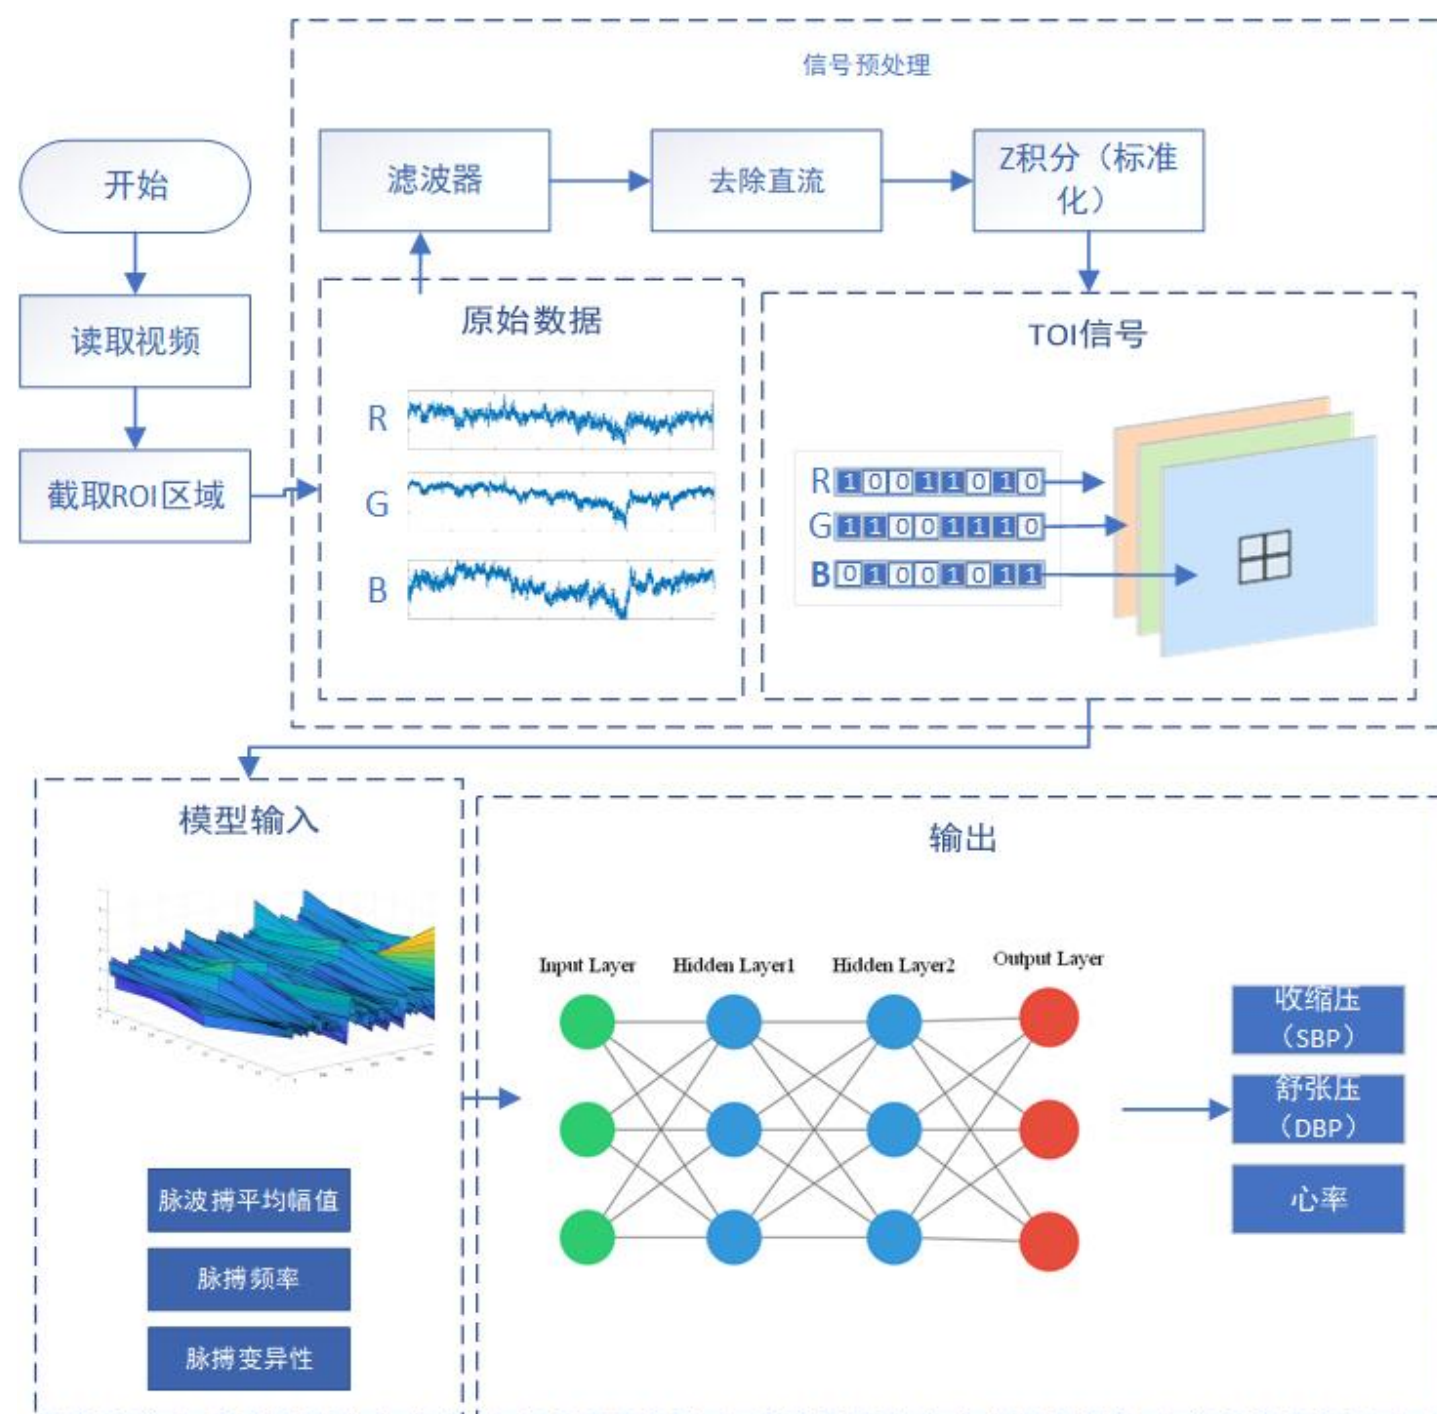 信号预处理
开始
滤波器
去除直流
Z积分（标准
化）
读取视频
截取ROI区域
原始数据
R
G
B
TOI信号
R 1 0 0 1 1 0 1 0
G 1 1 0 0 1 1 1 0
B 0 1 0 0 1 0 1 1
模型输入
脉波搏平均幅值
脉搏频率
脉搏变异性
输出
Input Layer
Hidden Layer1
Hidden Layer2
Output Layer
收缩压
（SBP）
舒张压
（DBP）
心率